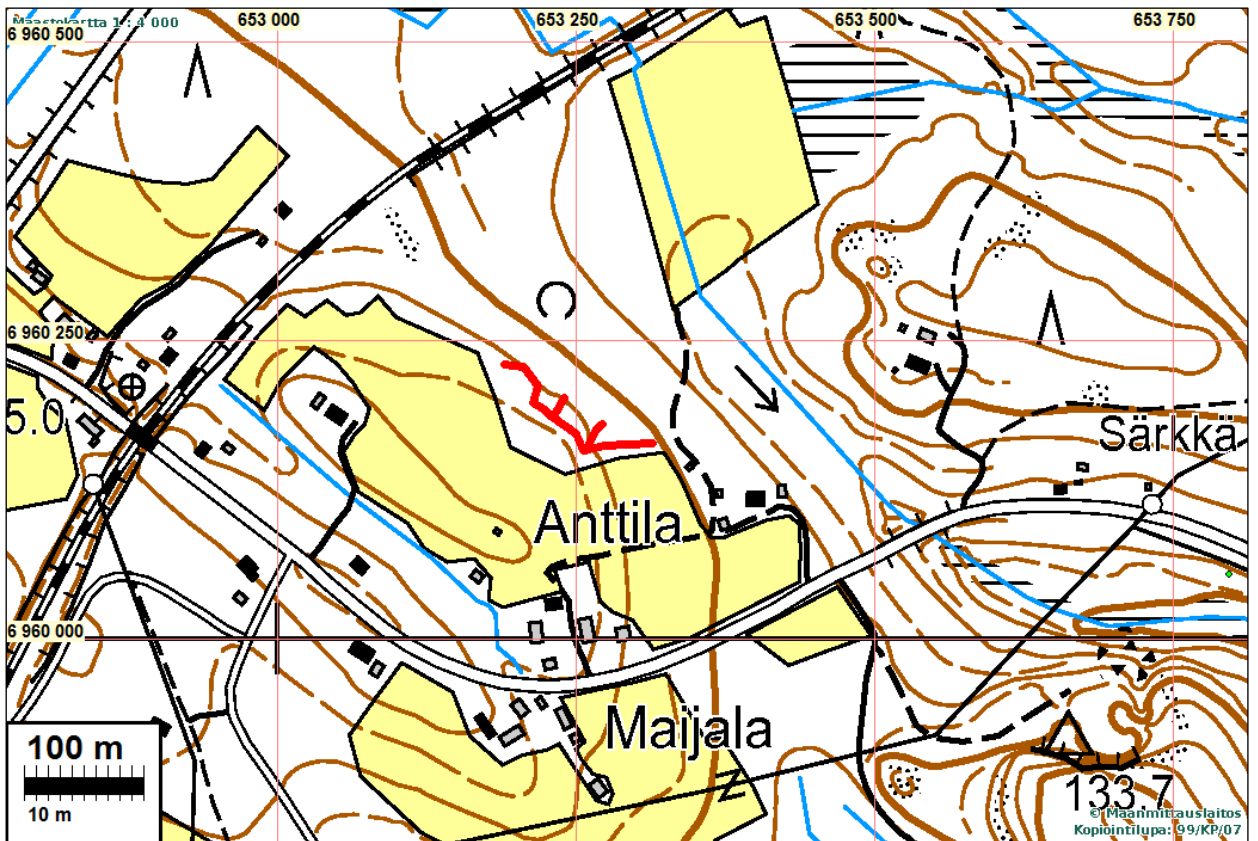 Maastokartta 1 : 4 000
653 000
653 250
653 500
653 750
6 960 500
6 960 250
5.0
Särkkä
Anttila
6 960 000
Maijala
100 m
10 m
133.7
© Maanmittauslaitos
Kopiointilupa: 99/KP/07